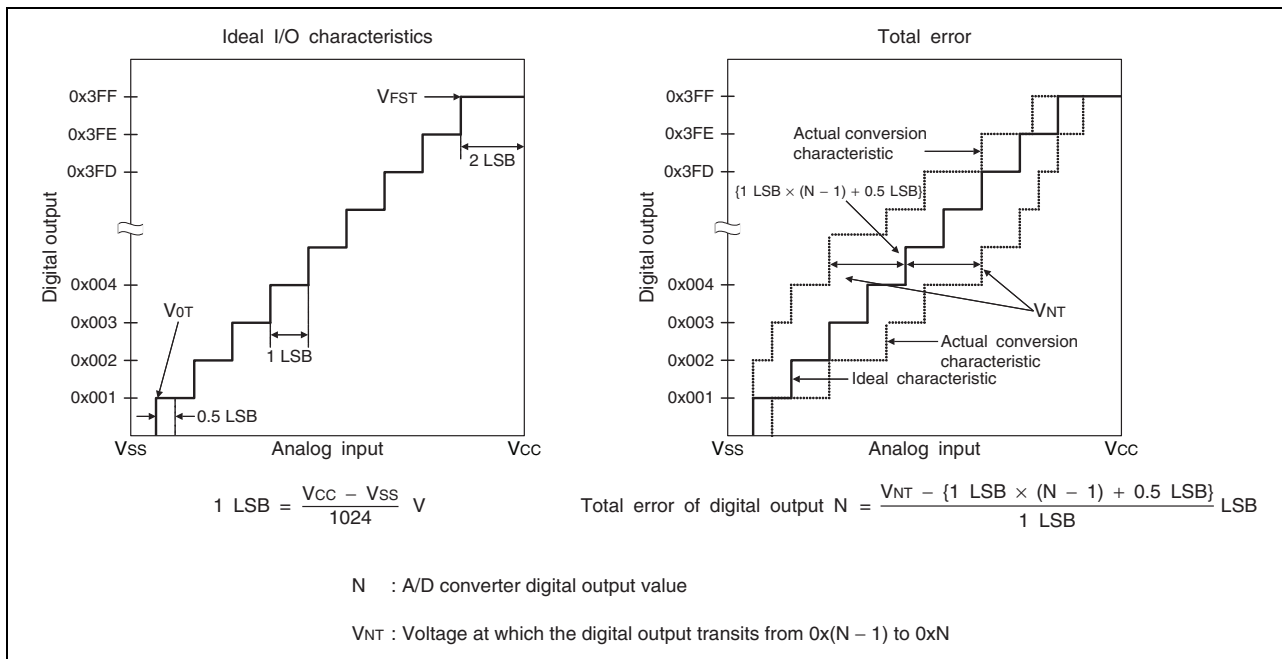 Ideal I/O characteristics
0x3FF
0x3FE
0x3FD
0x004
0x003
0x002
0x001
Digital output
VFST
2 LSB
V0T
1 LSB
0.5 LSB
VSS
Analog input
VCC
1 LSB = VCC − VSS / 1024 V
Total error
0x3FF
0x3FE
0x3FD
0x004
0x003
0x002
0x001
Digital output
Actual conversion
characteristic
{1 LSB × (N − 1) + 0.5 LSB}
VNT
Actual conversion
characteristic
Ideal characteristic
VSS
Analog input
VCC
Total error of digital output N = VNT − {1 LSB × (N − 1) + 0.5 LSB} / 1 LSB LSB
N : A/D converter digital output value
VNT : Voltage at which the digital output transits from 0x(N − 1) to 0xN